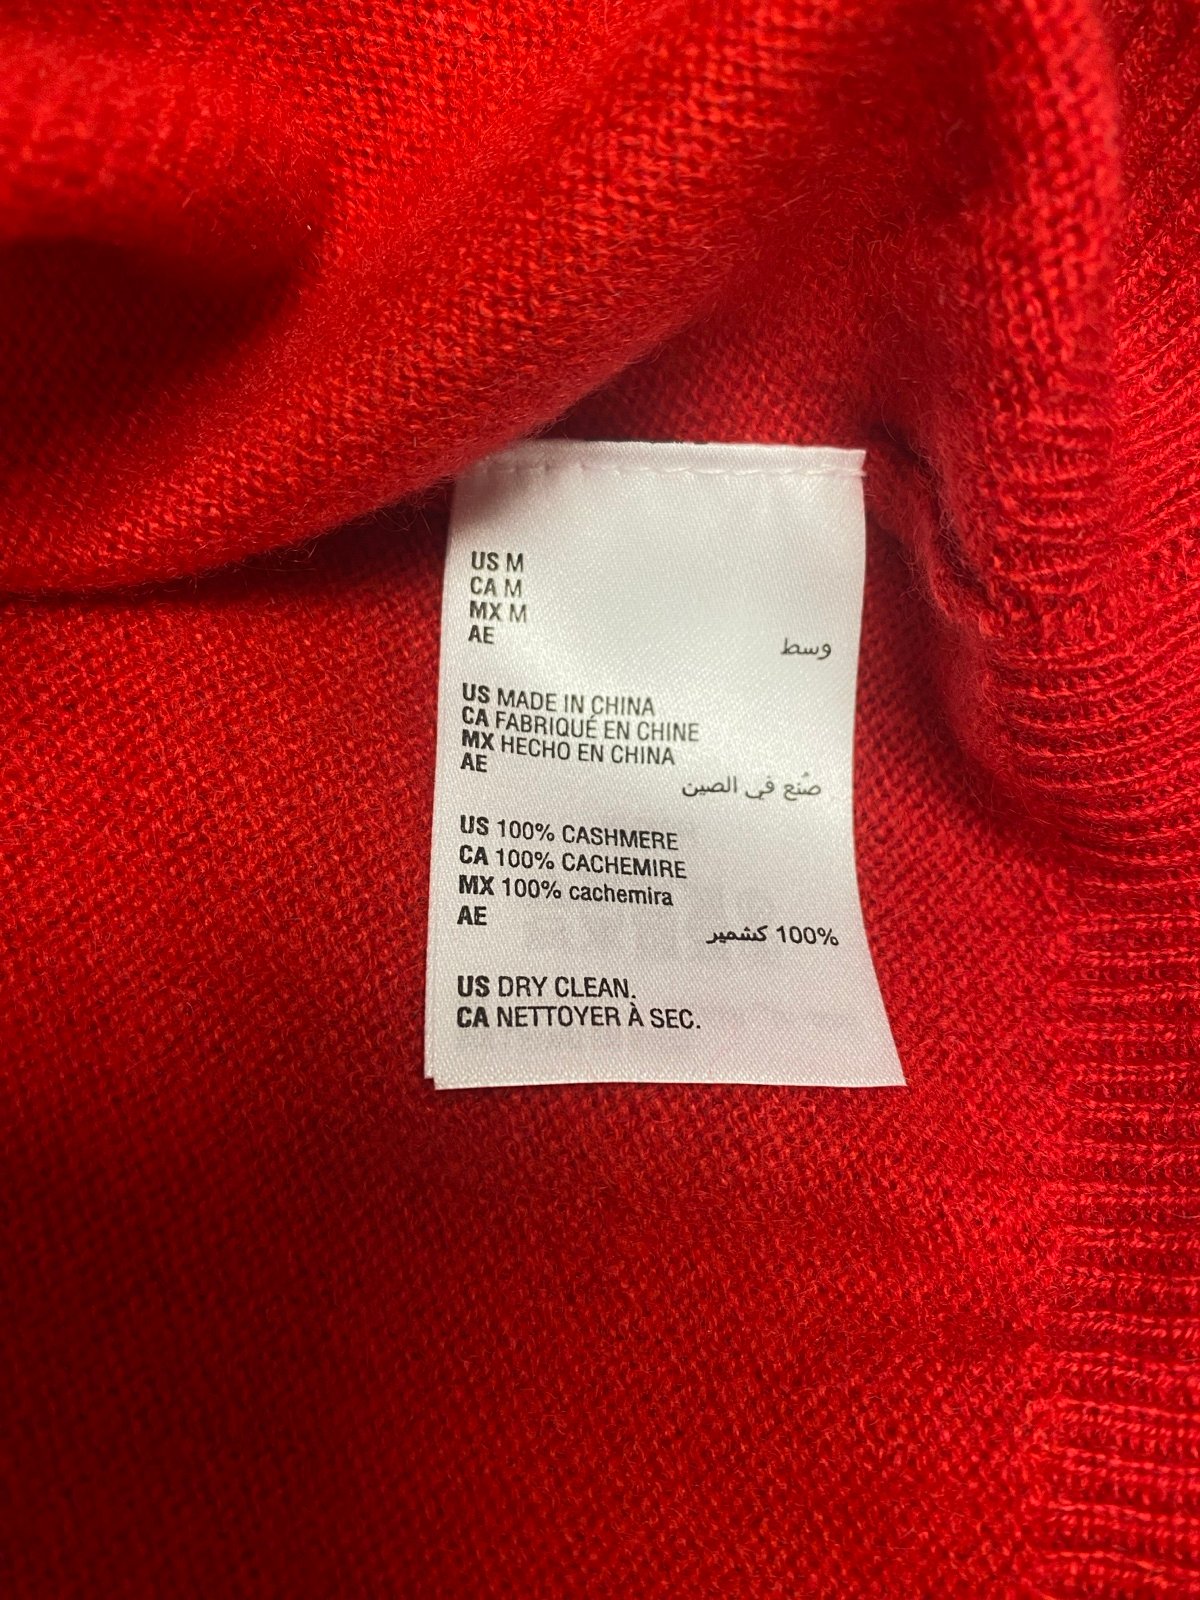 US M
CA M
MX M
AE
وسط
US MADE IN CHINA
CA FABRIQUÉ EN CHINE
MX HECHO EN CHINA
AE
صُنع في الصين
US 100% CASHMERE
CA 100% CACHEMIRE
MX 100% cachemira
AE
100% كشمير
US DRY CLEAN.
CA NETTOYER À SEC.